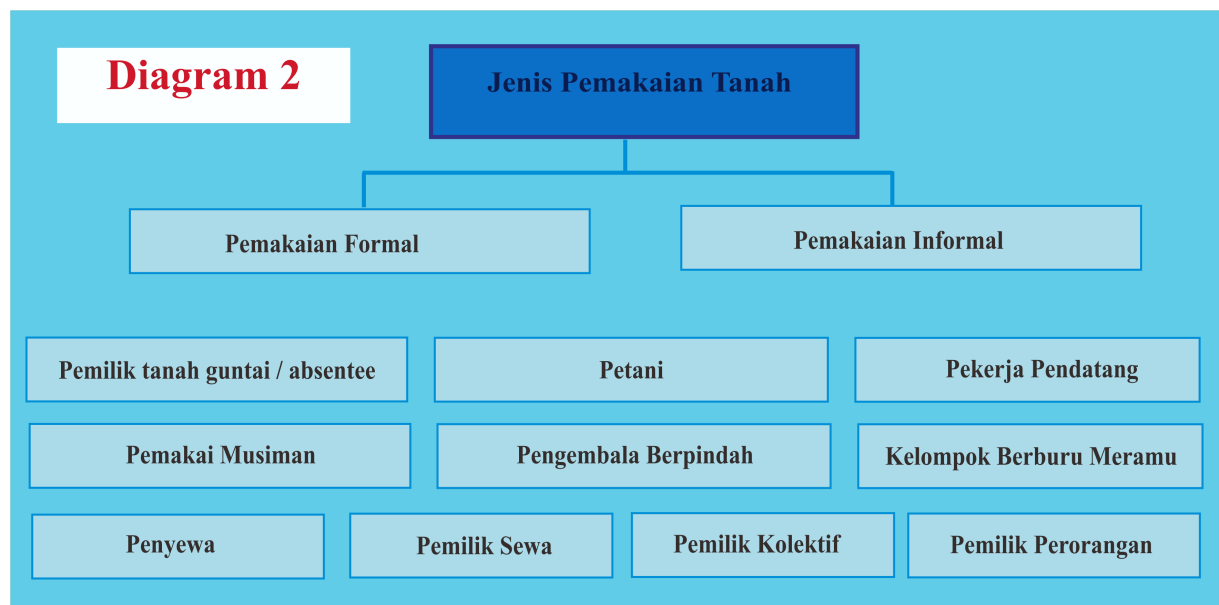 Diagram 2
Jenis Pemakaian Tanah
Pemakaian Formal
Pemakaian Informal
Pemilik tanah guntai / absentee
Petani
Pekerja Pendatang
Pemakai Musiman
Pengembala Berpindah
Kelompok Berburu Meramu
Penyewa
Pemilik Sewa
Pemilik Kolektif
Pemilik Perorangan